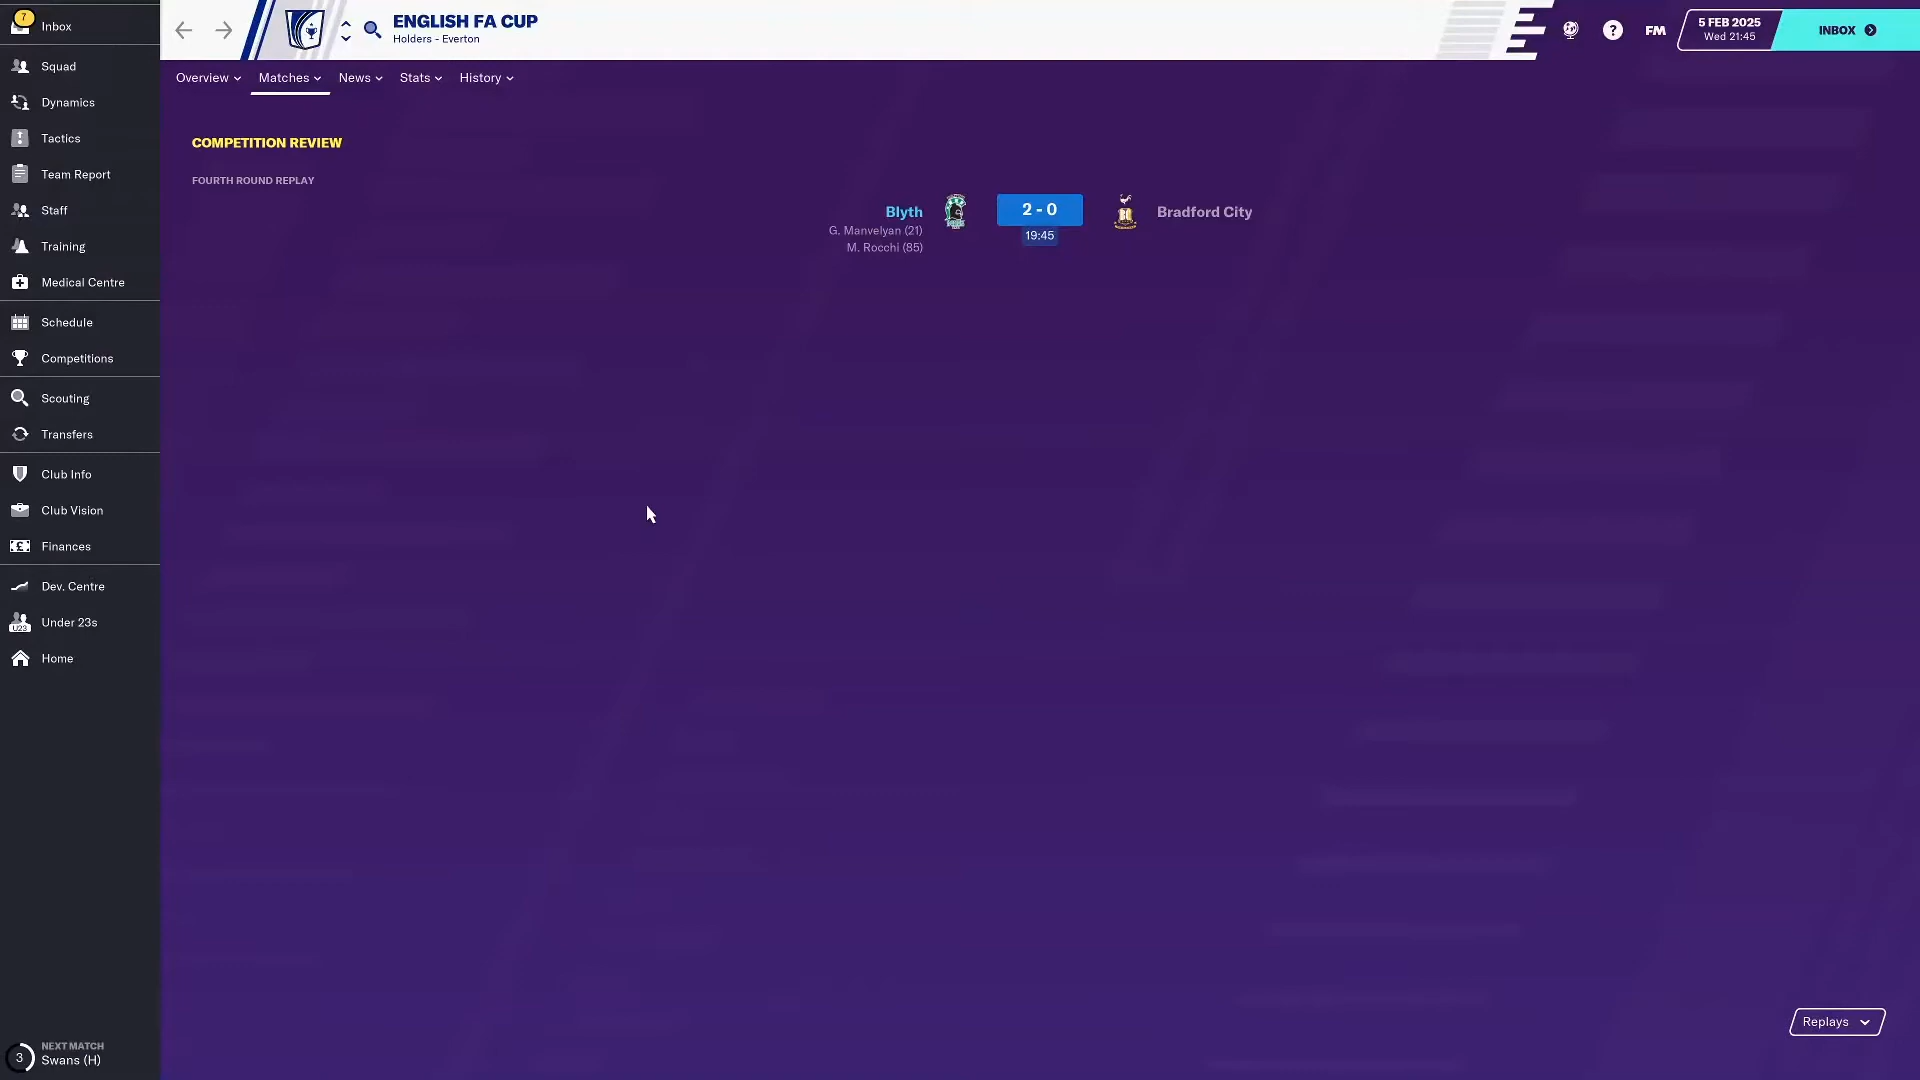 7
Inbox
Squad
Dynamics
Tactics
Team Report
Staff
Training
Medical Centre
Schedule
Competitions
Scouting
Transfers
Club Info
Club Vision
Finances
Dev. Centre
U23
Under 23s
Home
3
NEXT MATCH
Swans (H)
ENGLISH FA CUP
Holders - Everton
?
FM
5 FEB 2025
Wed 21:45
INBOX
Overview
Matches
News
Stats
History
COMPETITION REVIEW
FOURTH ROUND REPLAY
Blyth
2 - 0
Bradford City
G. Manvelyan (21)
19:45
M. Rocchi (85)
Replays